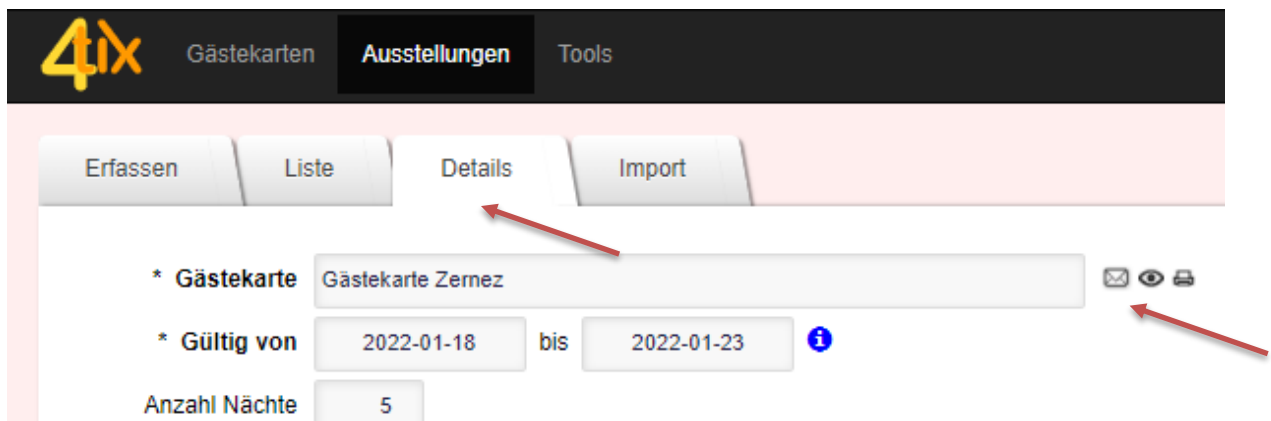 4tix Gästekarten Ausstellungen Tools
Erfassen Liste Details Import
* Gästekarte Gästekarte Zernez
* Gültig von 2022-01-18 bis 2022-01-23 i
Anzahl Nächte 5